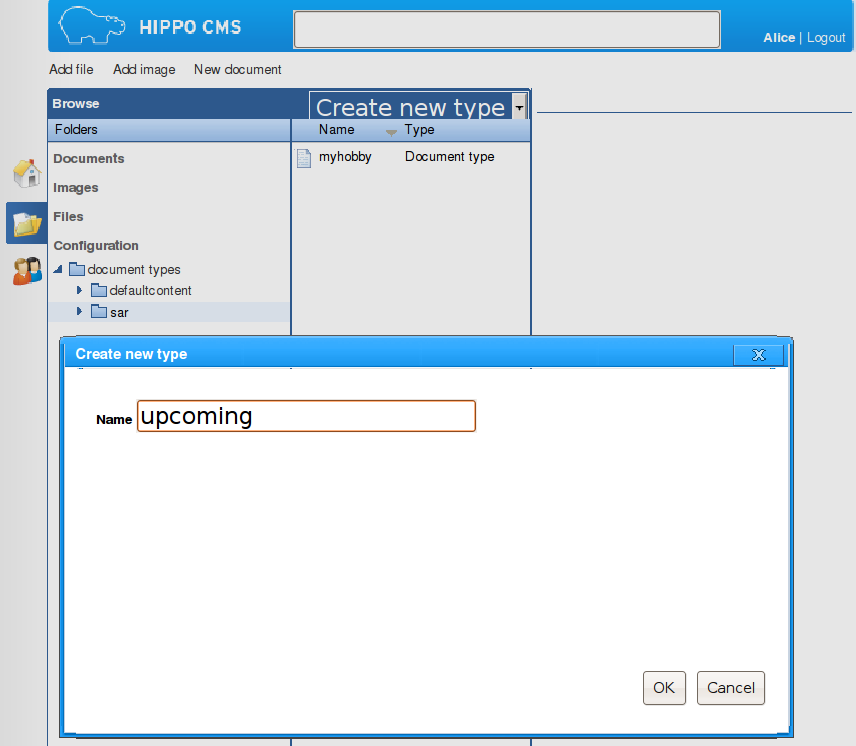 HIPPO CMS
Alice | Logout
Add file Add image New document
Browse
Create new type
Folders
Name Type
Documents
myhobby Document type
Images
Files
Configuration
document types
defaultcontent
sar
Create new type
X
Name upcoming
OK Cancel